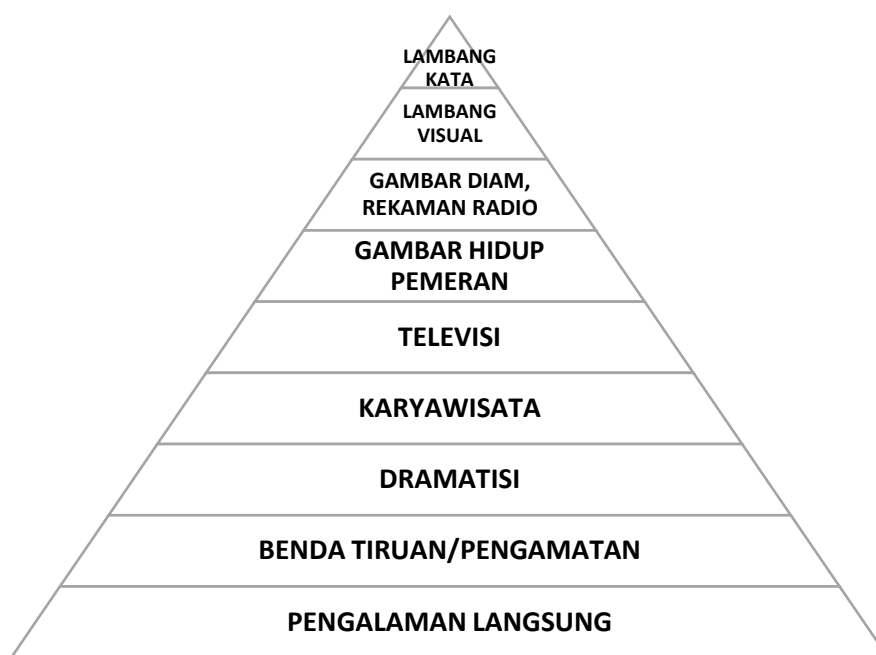 LAMBANG
KATA
LAMBANG
VISUAL
GAMBAR DIAM,
REKAMAN RADIO
GAMBAR HIDUP
PEMERAN
TELEVISI
KARYAWISATA
DRAMATISI
BENDA TIRUAN/PENGAMATAN
PENGALAMAN LANGSUNG